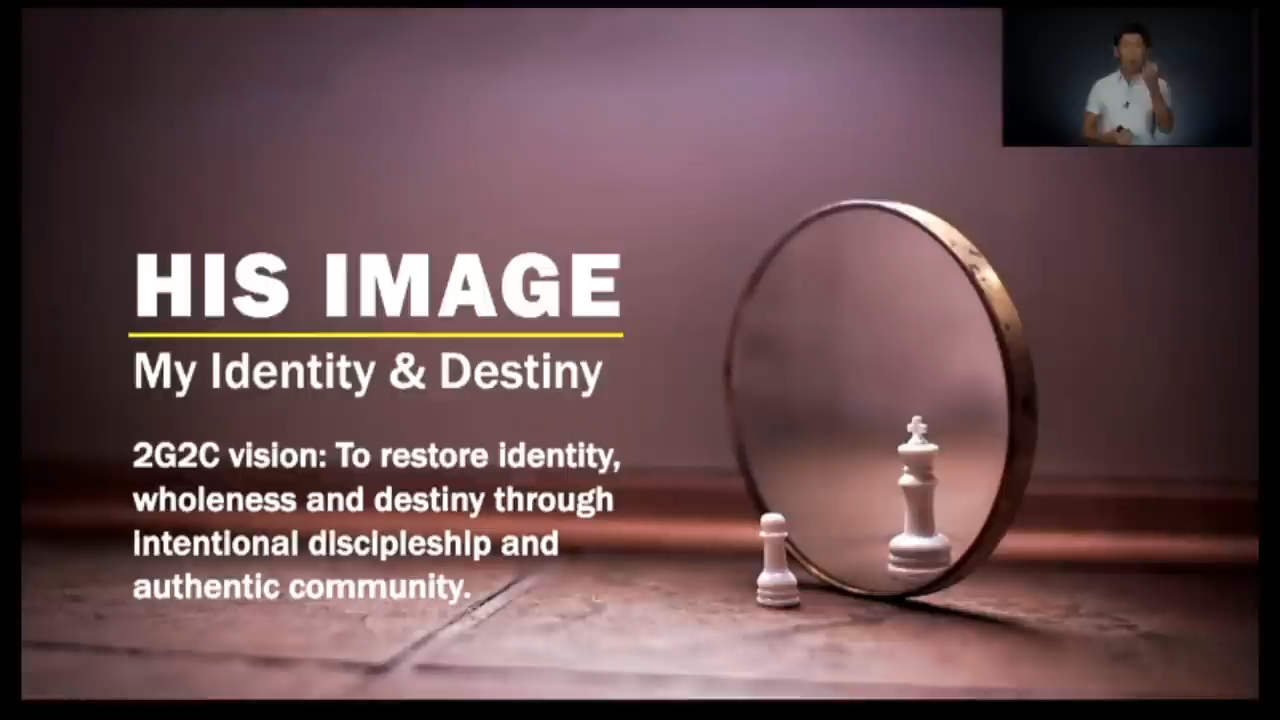 HIS IMAGE
My Identity & Destiny
2G2C vision: To restore identity,
wholeness and destiny through
intentional discipleship and
authentic community.